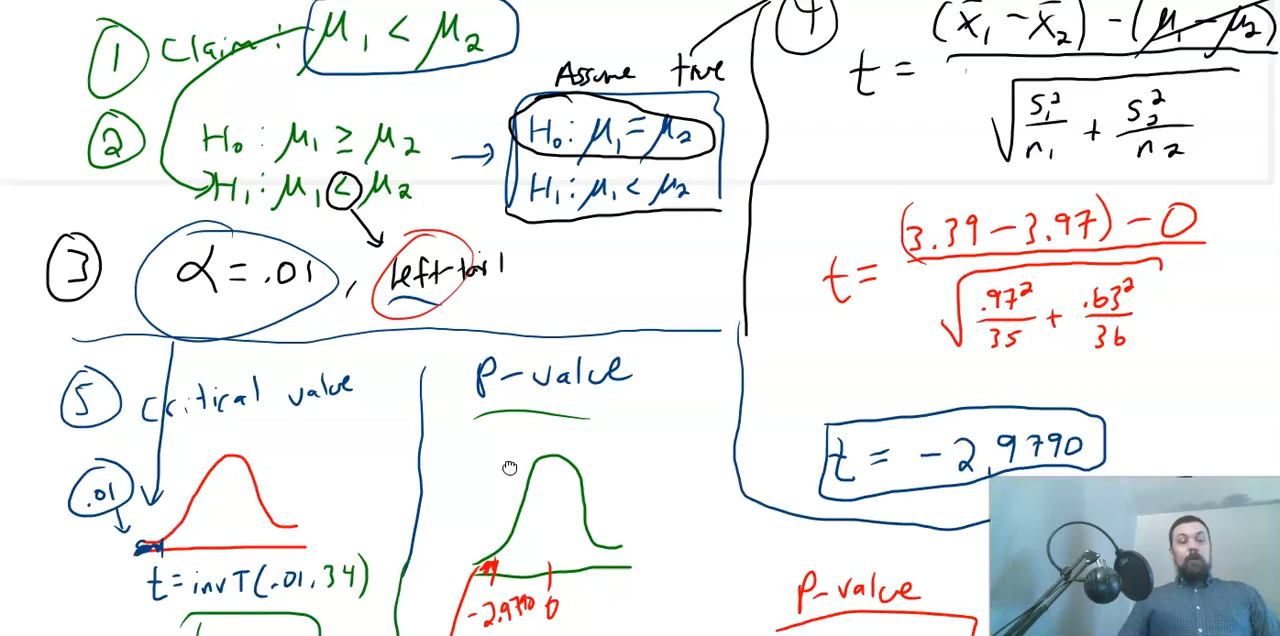 ① Claim: μ₁ < μ₂
② H₀: μ₁ ≥ μ₂
H₁: μ₁ < μ₂
Assume true
H₀: μ₁ = μ₂
H₁: μ₁ < μ₂
③ α = .01, left tail
④ t = (x̄₁ − x̄₂) − (μ₁ − μ₂) / √(s₁²/n₁ + s₂²/n₂)
t = (3.39 − 3.97) − 0 / √(.97²/35 + .63²/36)
t = −2.9790
⑤ Critical value
.01
t = invT(.01, 34)
P-value
−2.9790 0
P-value